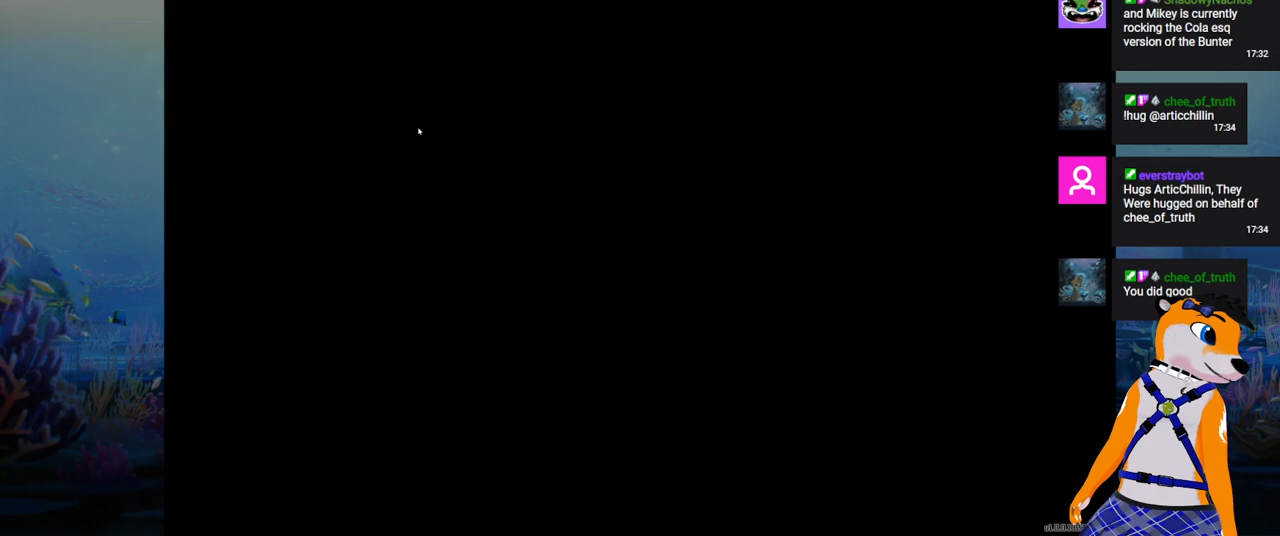 ShadowyNachos
and Mikey is currently
rocking the Cola esq
version of the Bunter
17:32
chee_of_truth
!hug @articchillin
17:34
everstraybot
Hugs ArticChillin, They
Were hugged on behalf of
chee_of_truth
17:34
chee_of_truth
You did good